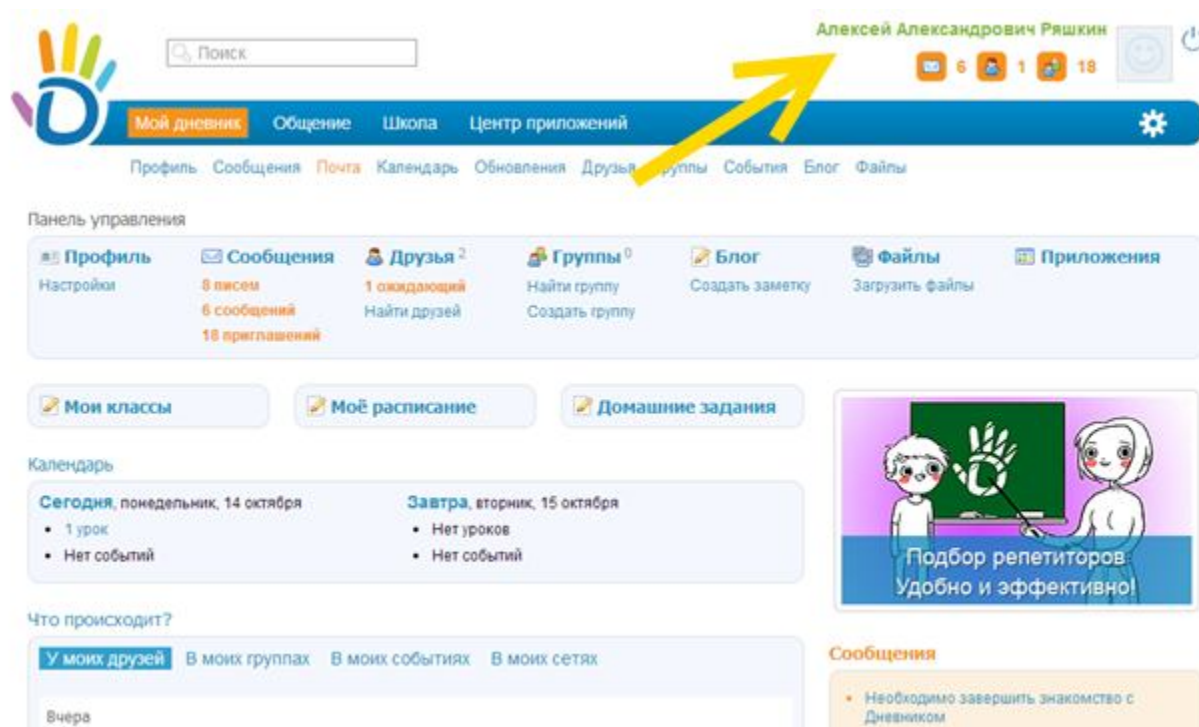 Алексей Александрович Ряшкин
Поиск
6 1 18
Мой дневник Общение Школа Центр приложений
Профиль Сообщения Почта Календарь Обновления Друзья События Блог Файлы
Панель управления
Профиль Сообщения Друзья 2 Группы 0 Блог Файлы Приложения
Настройки 8 писем 1 ожидающий Найти группу Создать заметку Загрузить файлы
6 сообщений Найти друзей Создать группу
18 приглашений
Мои классы Моё расписание Домашние задания
Календарь
Сегодня, понедельник, 14 октября Завтра, вторник, 15 октября
• 1 урок • Нет уроков
• Нет событий • Нет событий
Подбор репетиторов
Удобно и эффективно!
Что происходит?
У моих друзей В моих группах В моих событиях В моих сетях
Сообщения
• Необходимо завершить знакомство с
Дневником
Вчера